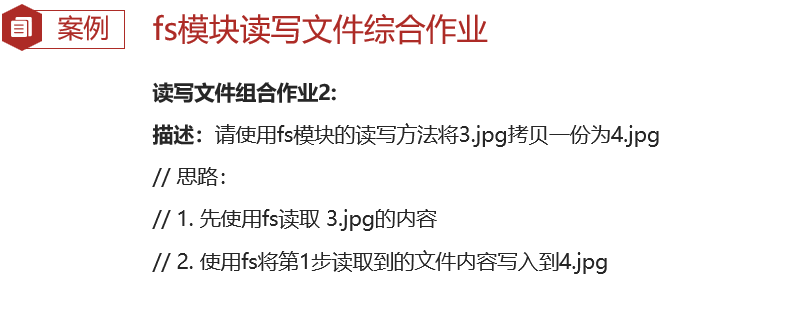 案例
fs模块读写文件综合作业
读写文件组合作业2:
描述：请使用fs模块的读写方法将3.jpg拷贝一份为4.jpg
// 思路：
// 1. 先使用fs读取 3.jpg的内容
// 2. 使用fs将第1步读取到的文件内容写入到4.jpg